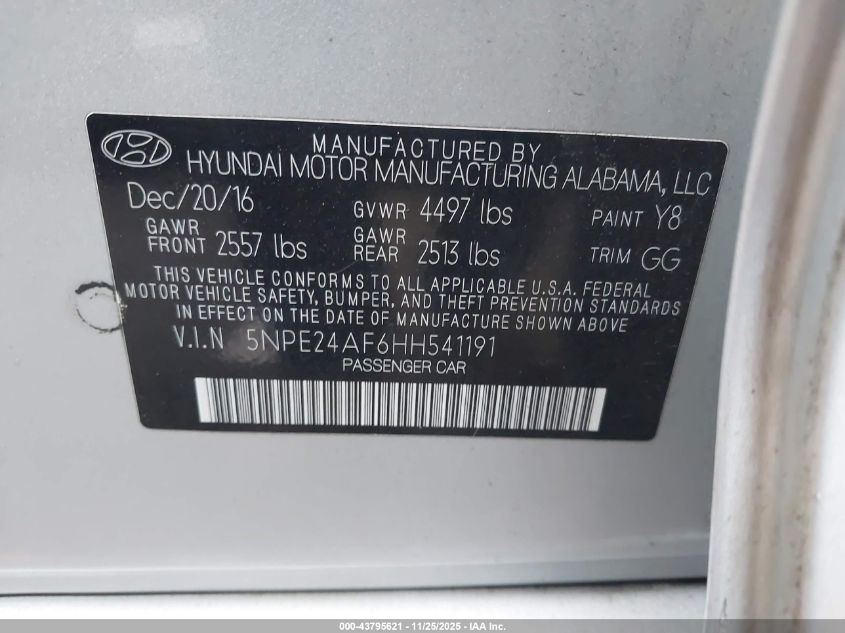 MANUFACTURED BY
HYUNDAI MOTOR MANUFACTURING ALABAMA, LLC
Dec/20/16 GVWR 4497 lbs PAINT Y8
GAWR FRONT 2557 lbs GAWR REAR 2513 lbs TRIM GG
THIS VEHICLE CONFORMS TO ALL APPLICABLE U.S.A. FEDERAL
MOTOR VEHICLE SAFETY, BUMPER, AND THEFT PREVENTION STANDARDS
IN EFFECT ON THE DATE OF MANUFACTURE SHOWN ABOVE
V.I.N 5NPE24AF6HH541191
PASSENGER CAR
000-43795621 - 11/25/2025 - IAA Inc.